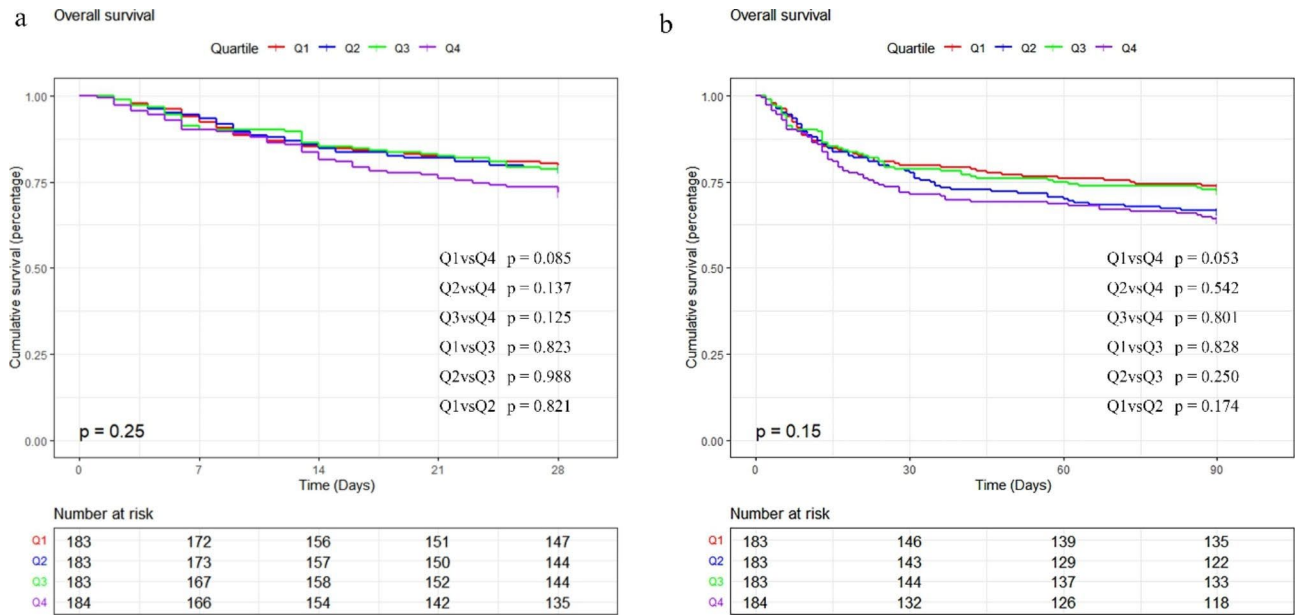 a
Overall survival
Quartile Q1 Q2 Q3 Q4
Cumulative survival (percentage)
1.00
0.75
0.50
0.25
0.00
Q1vsQ4 p = 0.085
Q2vsQ4 p = 0.137
Q3vsQ4 p = 0.125
Q1vsQ3 p = 0.823
Q2vsQ3 p = 0.988
Q1vsQ2 p = 0.821
p = 0.25
0 7 14 21 28
Time (Days)
Number at risk
Q1 183 172 156 151 147
Q2 183 173 157 150 144
Q3 183 167 158 152 144
Q4 184 166 154 142 135
b
Overall survival
Quartile Q1 Q2 Q3 Q4
Cumulative survival (percentage)
1.00
0.75
0.50
0.25
0.00
Q1vsQ4 p = 0.053
Q2vsQ4 p = 0.542
Q3vsQ4 p = 0.801
Q1vsQ3 p = 0.828
Q2vsQ3 p = 0.250
Q1vsQ2 p = 0.174
p = 0.15
0 30 60 90
Time (Days)
Number at risk
Q1 183 146 139 135
Q2 183 143 129 122
Q3 183 144 137 133
Q4 184 132 126 118